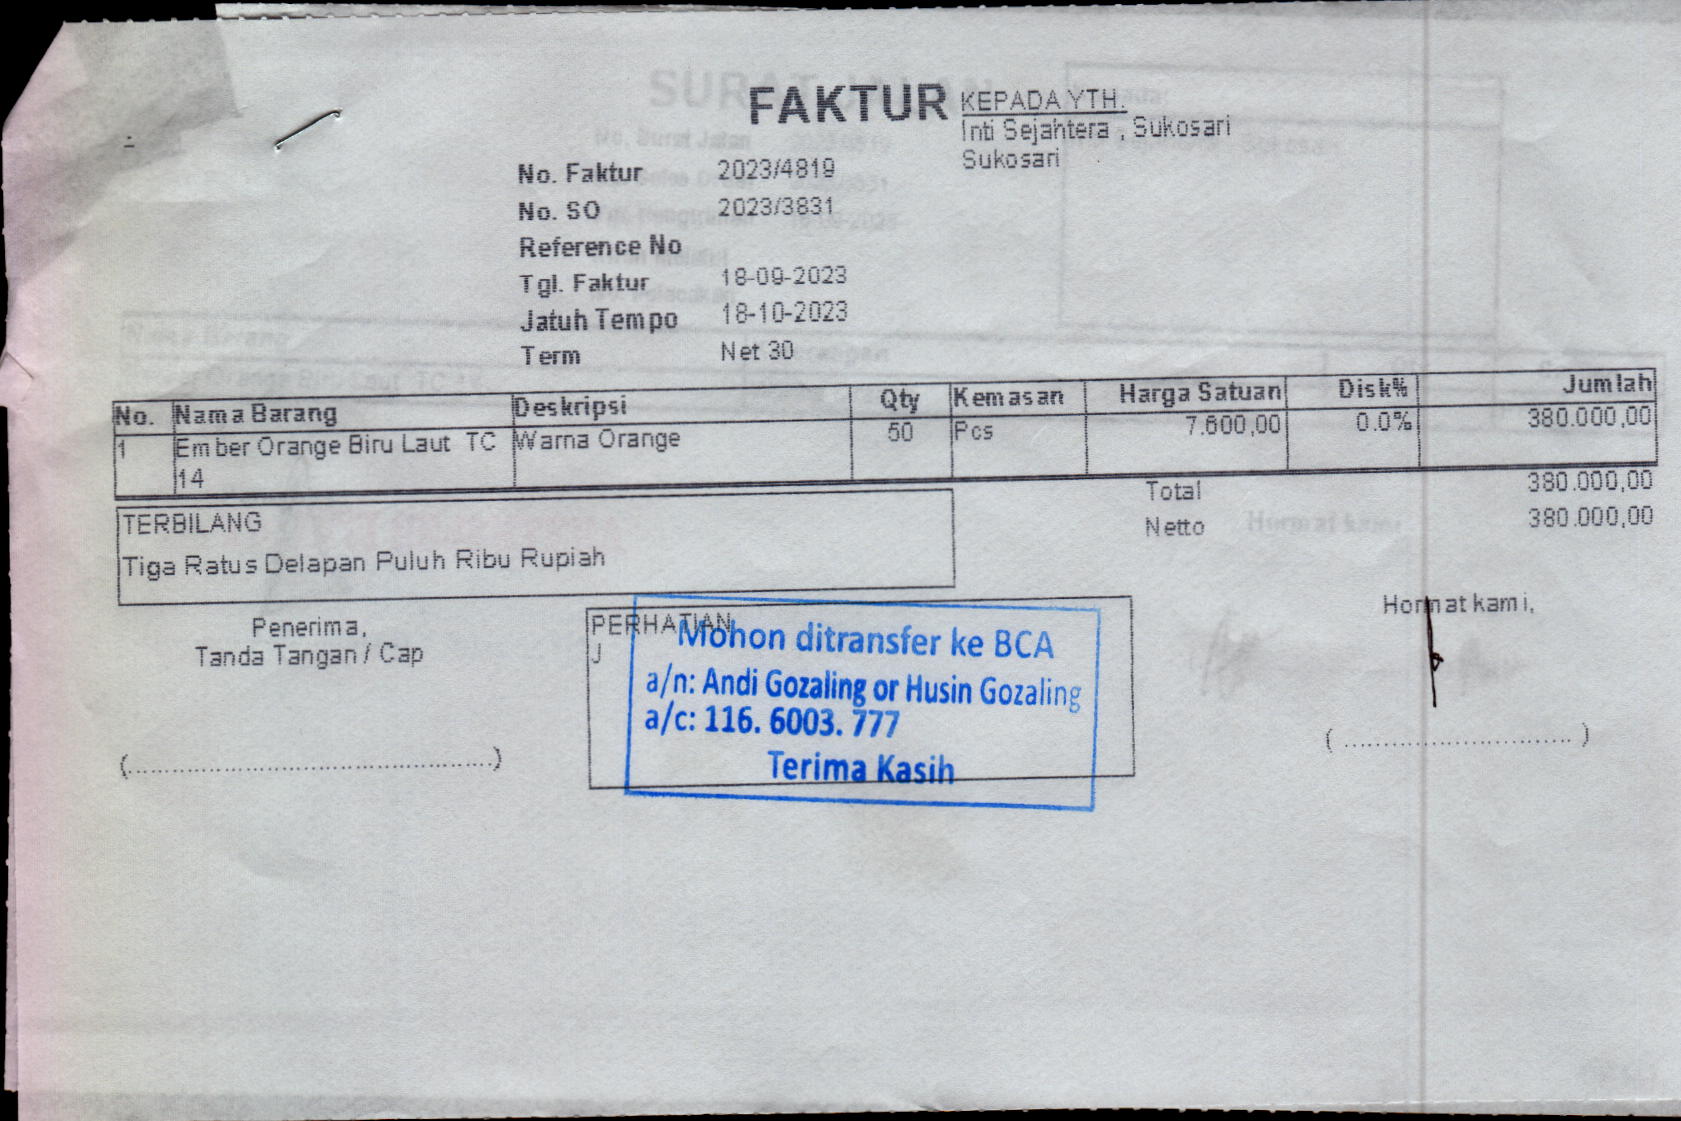 FAKTUR
KEPADA YTH.
Inti Sejahtera , Sukosari
Sukosari
No. Faktur 2023/4819
No. SO 2023/3831
Reference No
Tgl. Faktur 18-09-2023
Jatuh Tempo 18-10-2023
Term Net 30
No. Nama Barang Deskripsi Qty Kemasan Harga Satuan Disk% Jumlah
1 Ember Orange Biru Laut TC 14 Warna Orange 50 Pcs 7.600,00 0.0% 380.000,00
Total 380.000,00
Netto 380.000,00
TERBILANG
Tiga Ratus Delapan Puluh Ribu Rupiah
Penerima,
Tanda Tangan / Cap
(............................................)
PERHATIAN
J
Mohon ditransfer ke BCA
a/n: Andi Gozaling or Husin Gozaling
a/c: 116. 6003. 777
Terima Kasih
Hormat kami,
( ............................ )
SURAT JALAN
No. Surat Jalan